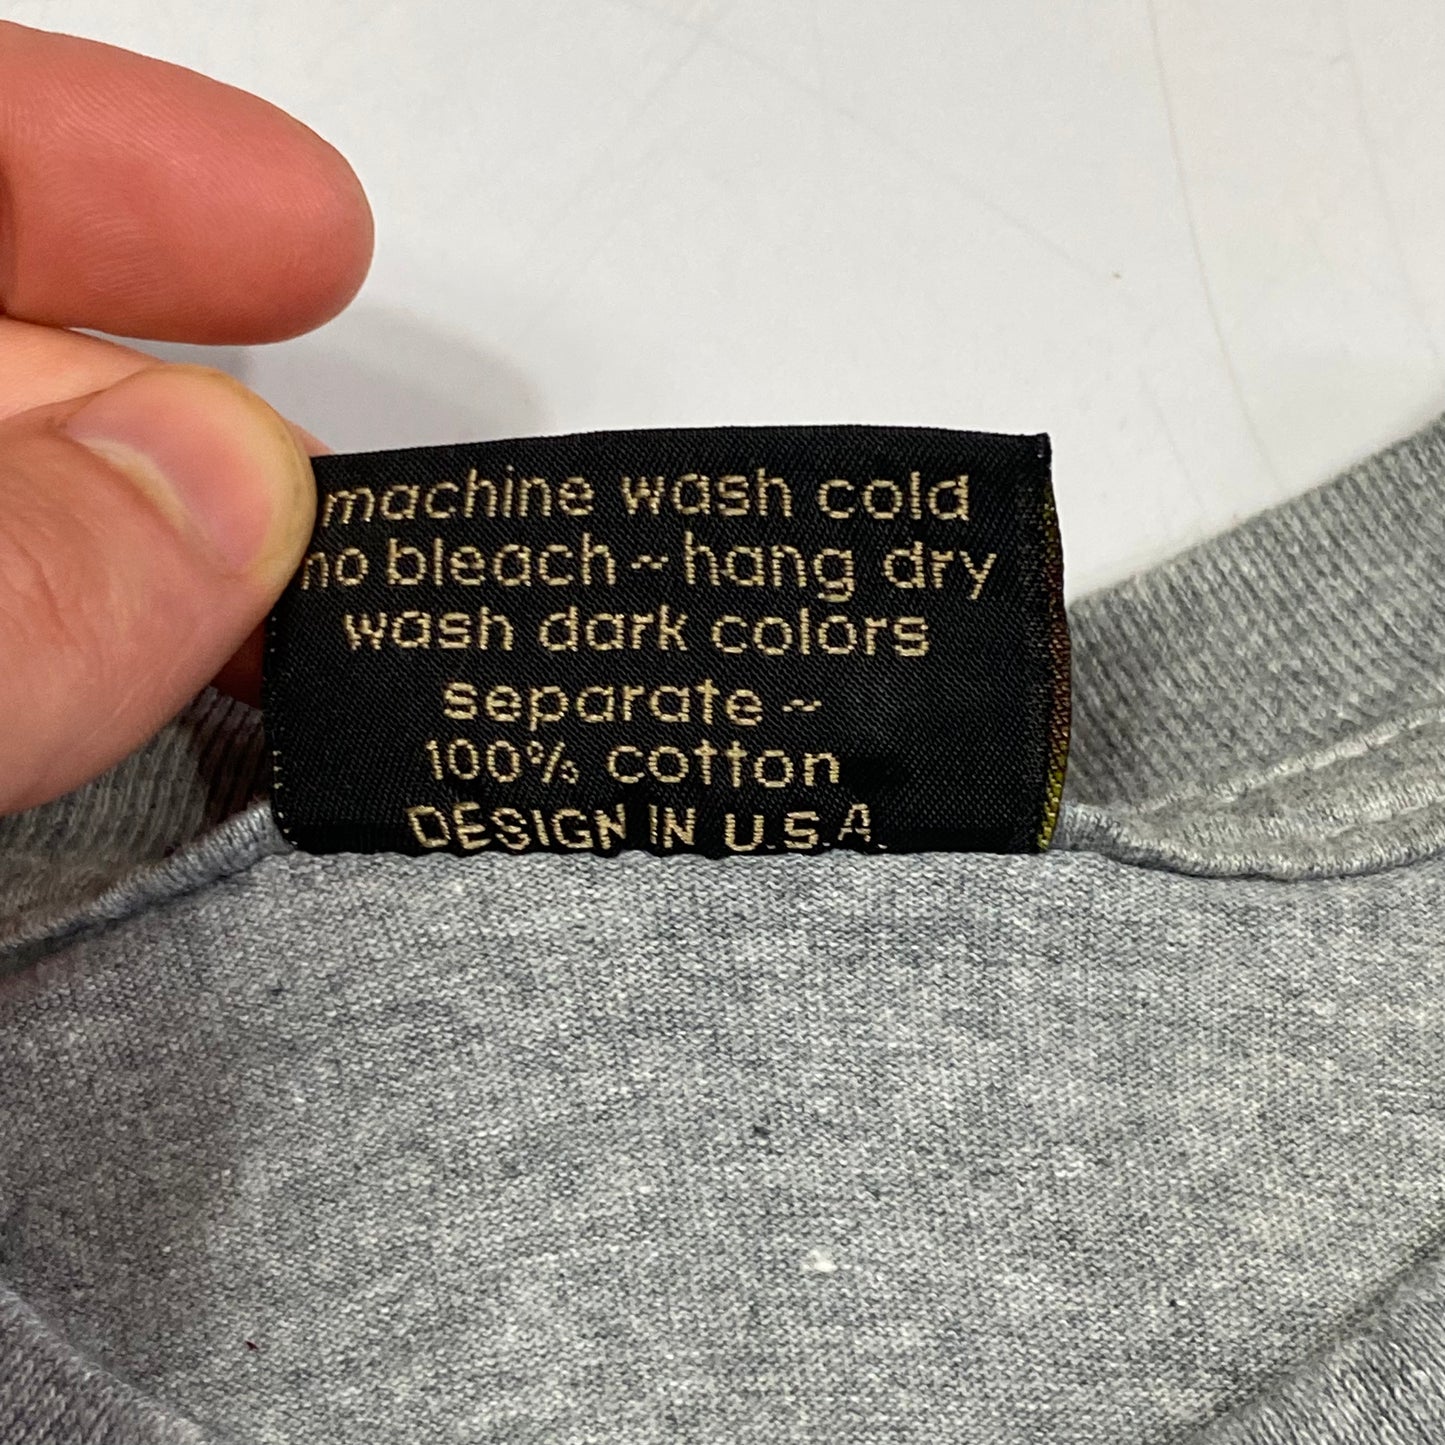 machine wash cold
no bleach ~ hang dry
wash dark colors
separate ~
100% cotton
DESIGN IN U.S.A.